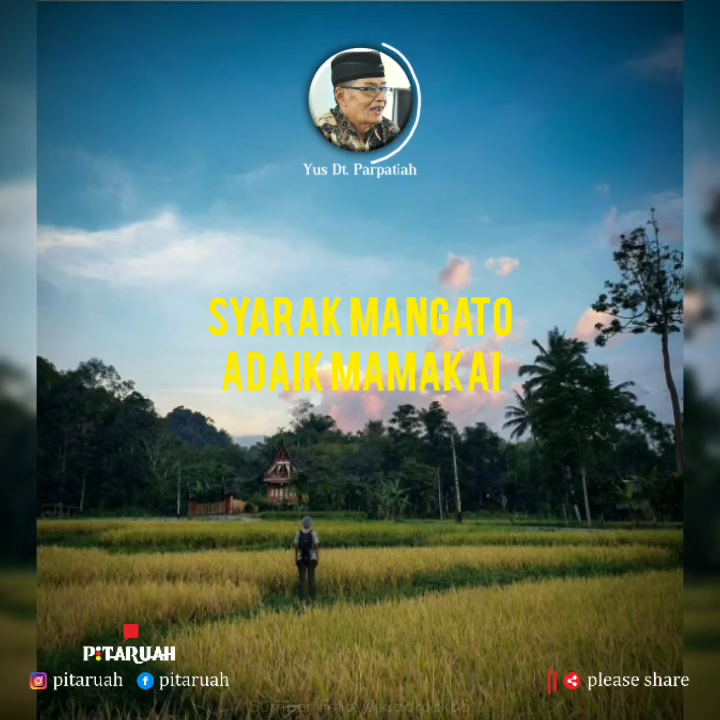 Yus Dt. Parpatiah
SYARAK MANGATO
ADAIK MAMAKAI
PITARUAH
pitaruah pitaruah
please share